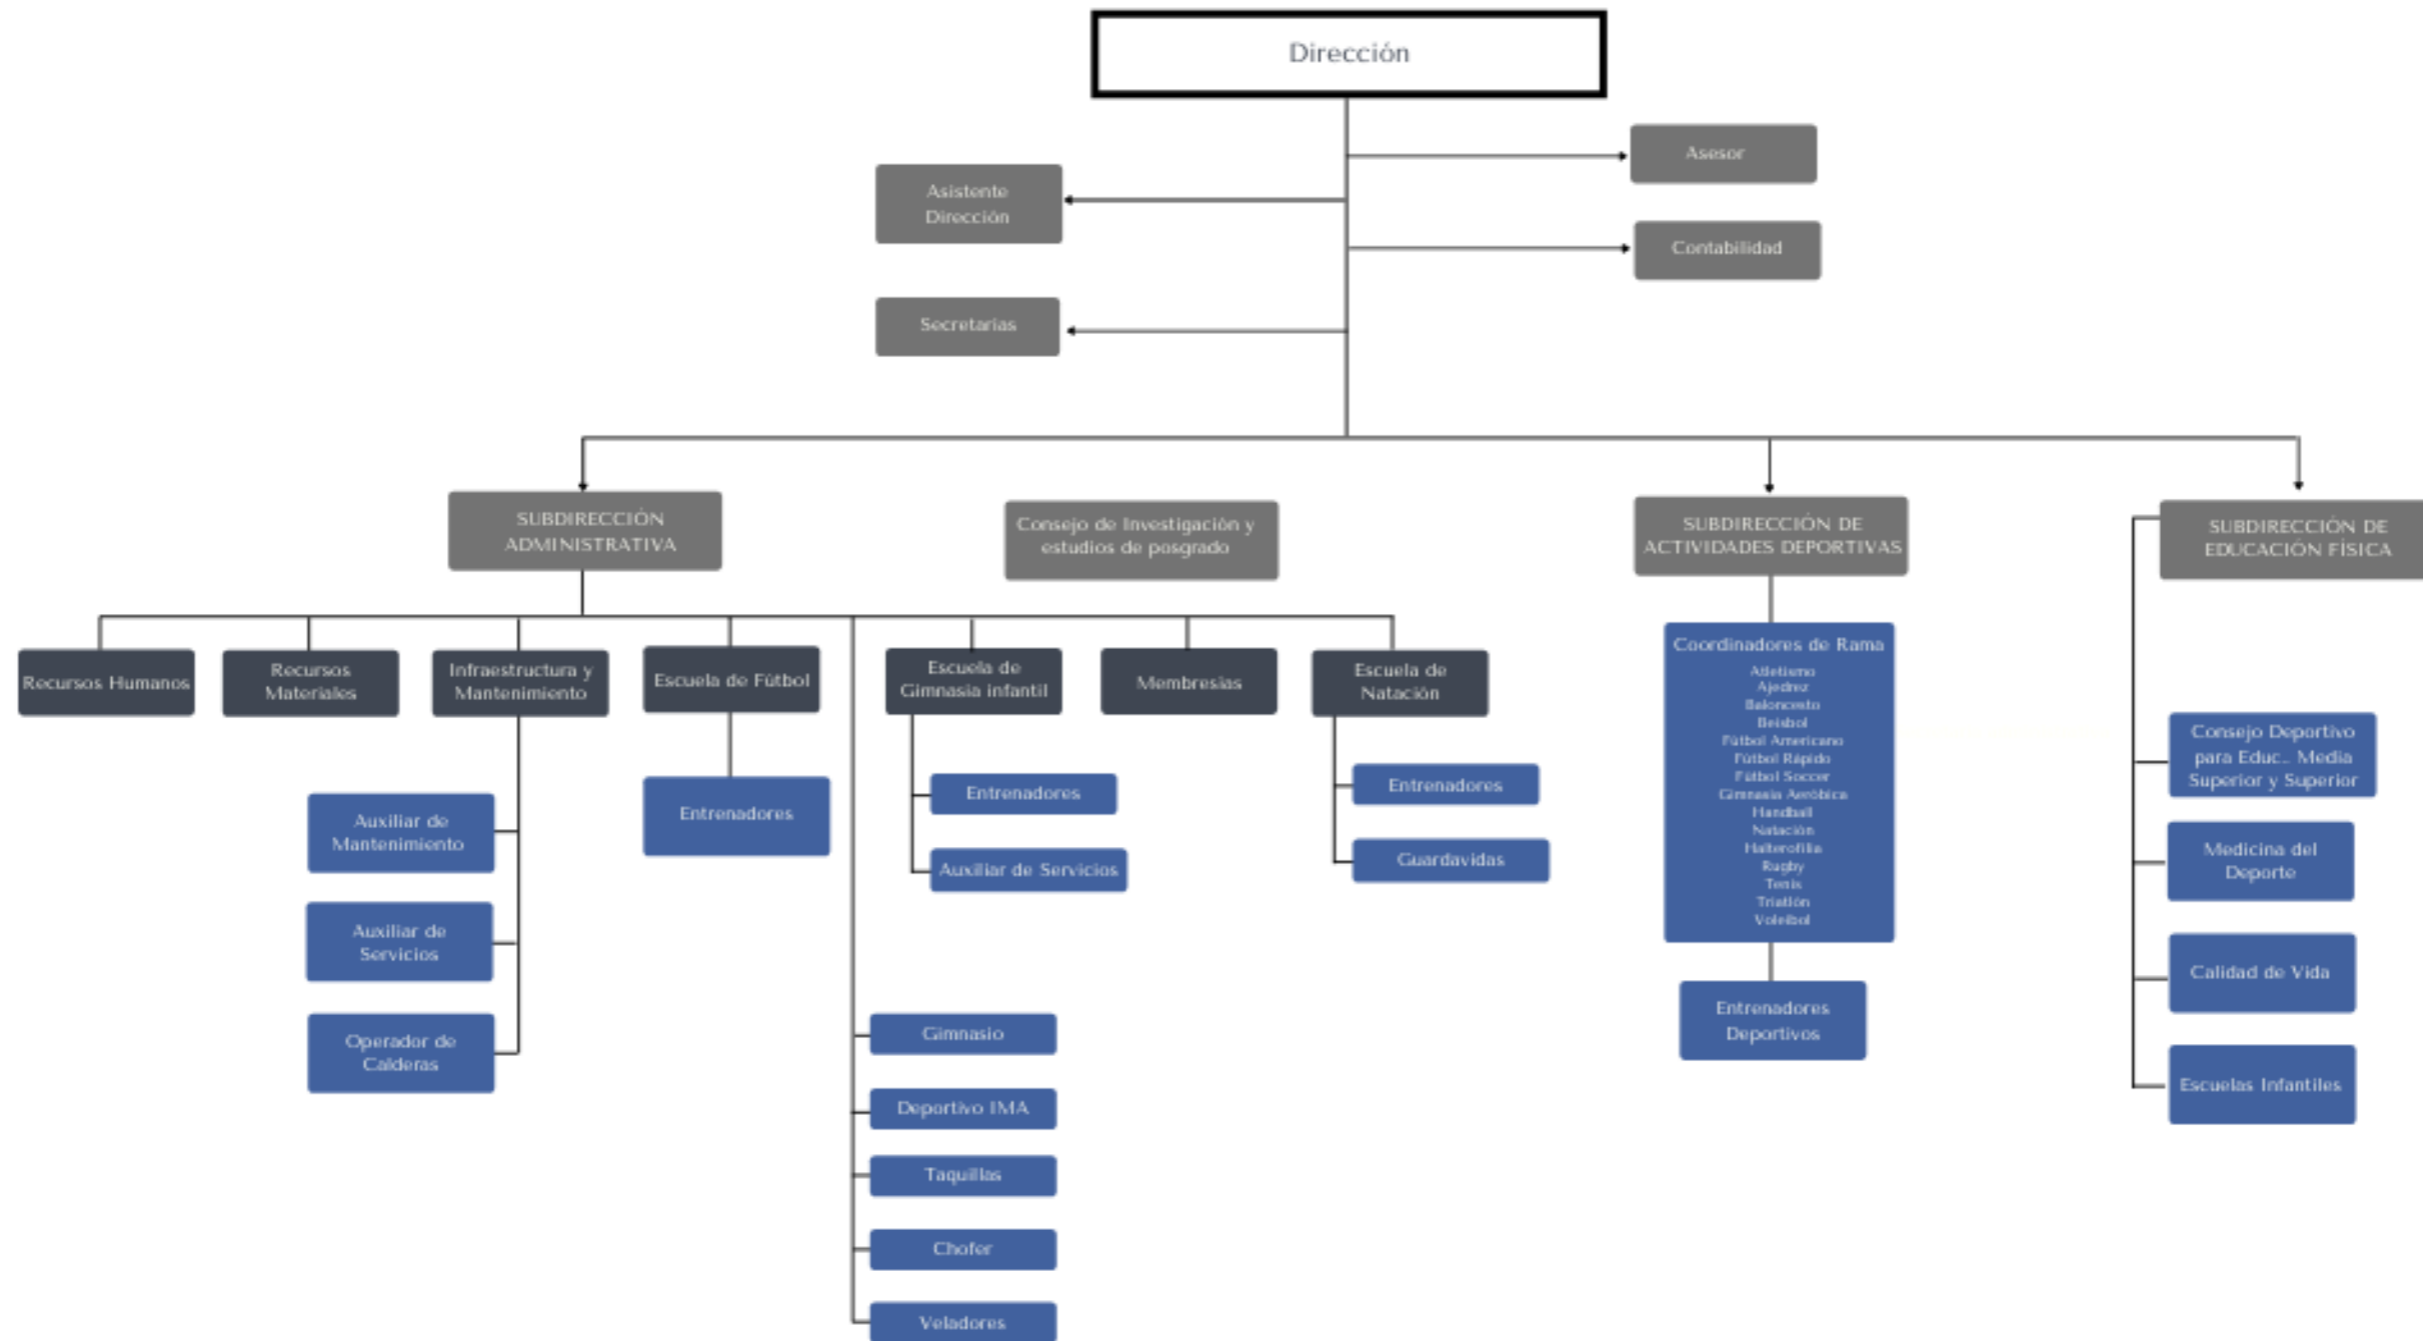 Dirección
Asesor
Asistente
Dirección
Contabilidad
Secretarias
SUBDIRECCIÓN
ADMINISTRATIVA
Consejo de Investigación y
estudios de posgrado
SUBDIRECCIÓN DE
ACTIVIDADES DEPORTIVAS
SUBDIRECCIÓN DE
EDUCACIÓN FÍSICA
Recursos Humanos
Recursos
Materiales
Infraestructura y
Mantenimiento
Escuela de Fútbol
Escuela de
Gimnasia infantil
Membresías
Escuela de
Natación
Auxiliar de
Mantenimiento
Auxiliar de
Servicios
Operador de
Calderas
Entrenadores
Entrenadores
Auxiliar de Servicios
Entrenadores
Guardavidas
Gimnasio
Deportivo IMA
Taquillas
Chofer
Veladores
Coordinadores de Rama
Atletismo
Ajedrez
Baloncesto
Beisbol
Fútbol Americano
Fútbol Rápido
Fútbol Soccer
Gimnasia Aeróbica
Handball
Natación
Halterofilia
Rugby
Tenis
Triatlón
Voleibol
Entrenadores
Deportivos
Consejo Deportivo
para Educ.. Media
Superior y Superior
Medicina del
Deporte
Calidad de Vida
Escuelas Infantiles